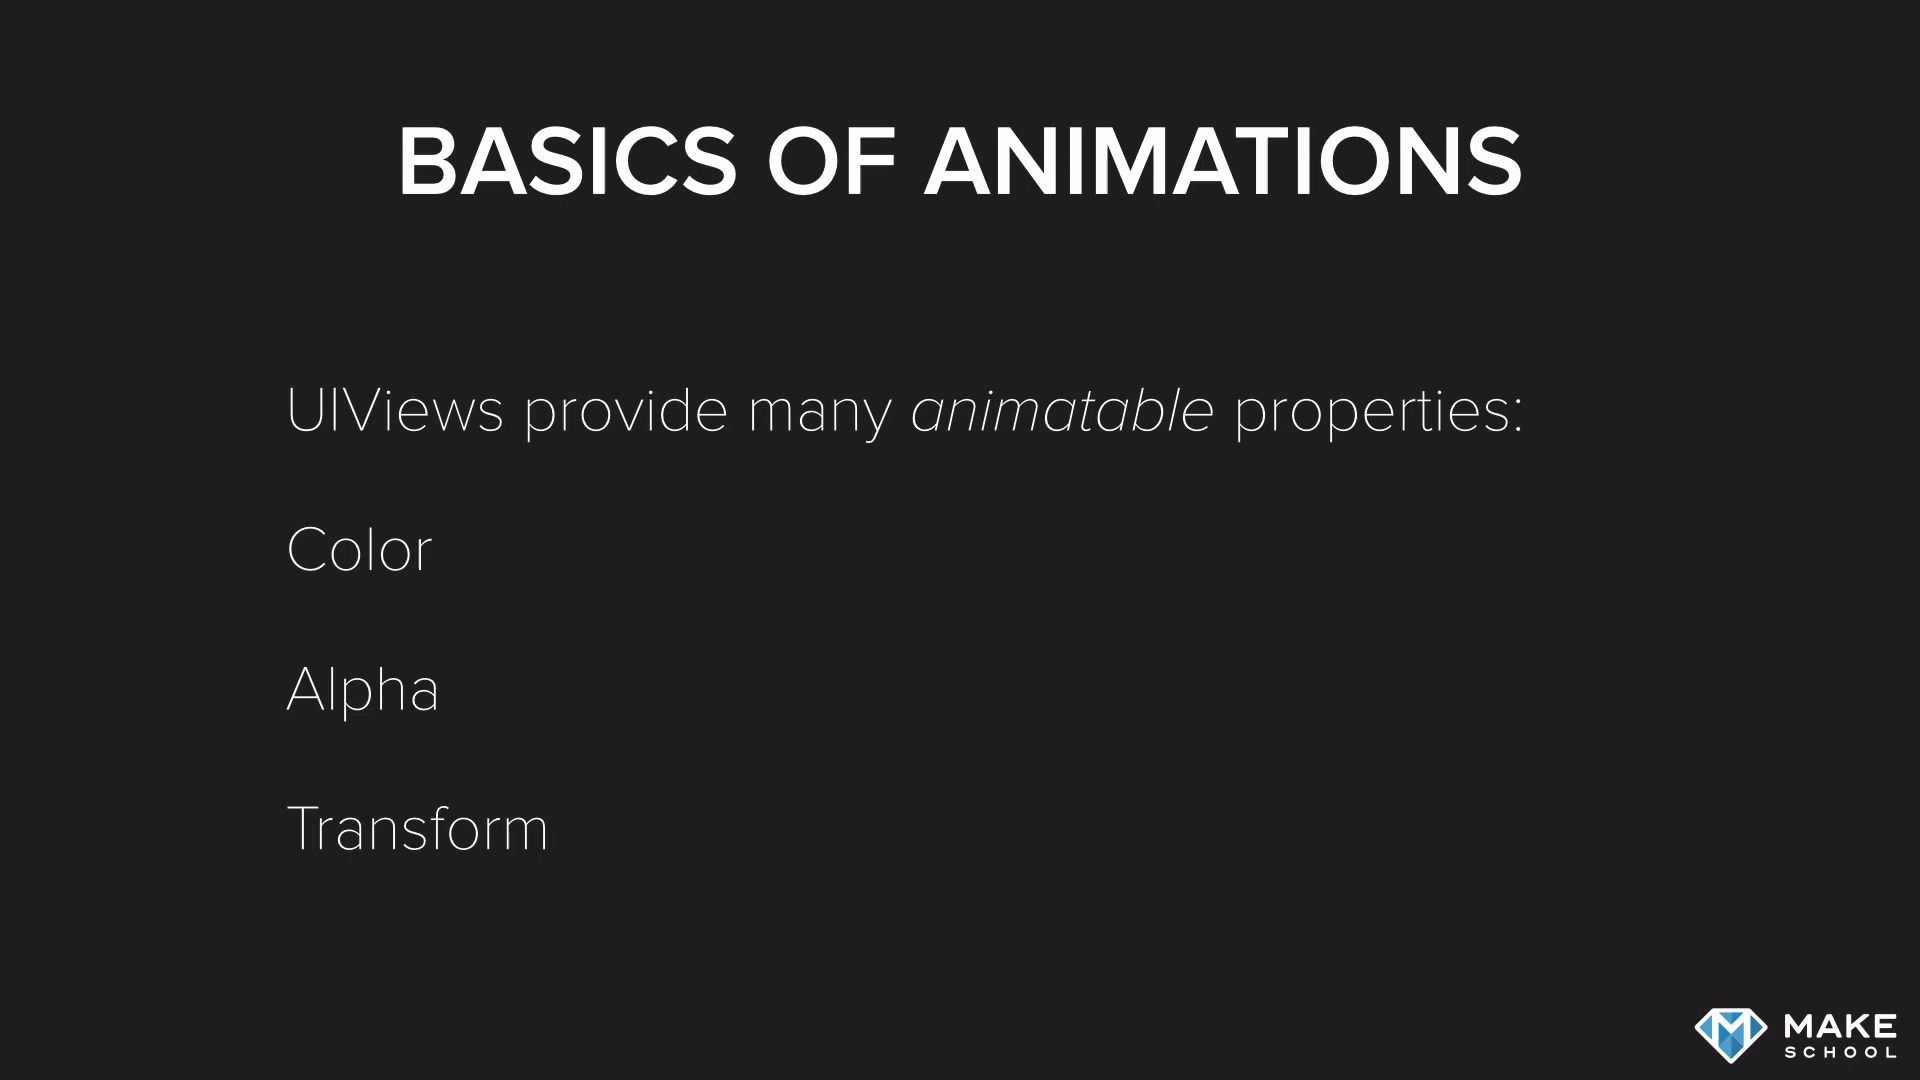 BASICS OF ANIMATIONS
UIViews provide many animatable properties:
Color
Alpha
Transform
MAKE
SCHOOL